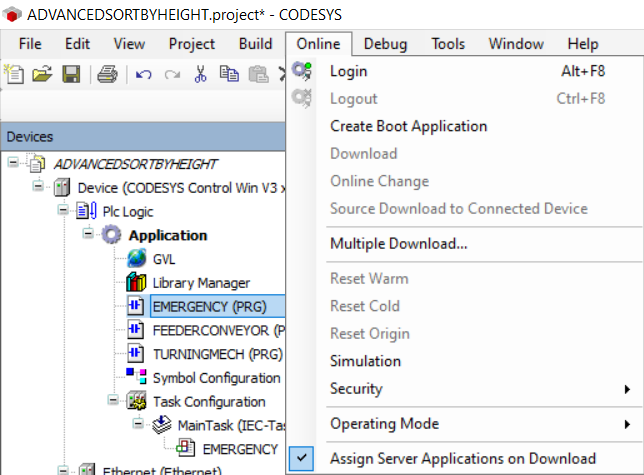 ADVANCEDSORTBYHEIGHT.project* - CODESYS
File Edit View Project Build Online Debug Tools Window Help
Devices
ADVANCEDSORTBYHEIGHT
Device (CODESYS Control Win V3 x
Plc Logic
Application
GVL
Library Manager
EMERGENCY (PRG)
FEEDERCONVEYOR (P
TURNINGMECH (PRG)
Symbol Configuration
Task Configuration
MainTask (IEC-Tas
EMERGENCY
Ethernet (Ethernet)
Login Alt+F8
Logout Ctrl+F8
Create Boot Application
Download
Online Change
Source Download to Connected Device
Multiple Download...
Reset Warm
Reset Cold
Reset Origin
Simulation
Security
Operating Mode
Assign Server Applications on Download